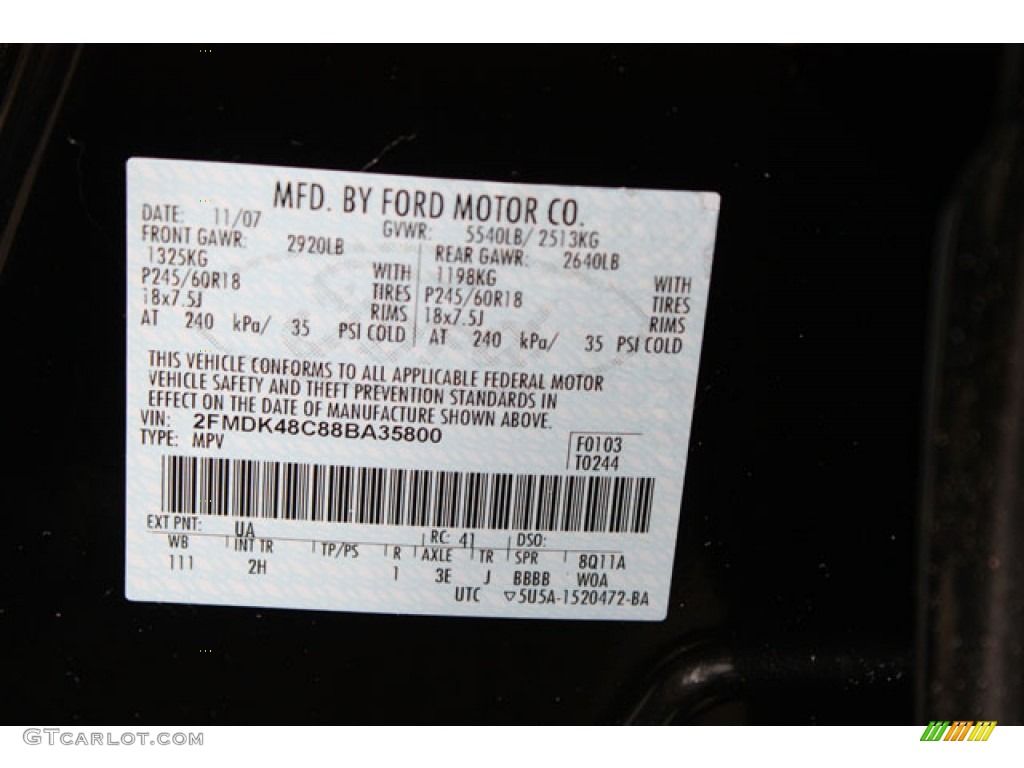 MFD. BY FORD MOTOR CO.
DATE: 11/07 GVWR: 5540LB/ 2513KG
FRONT GAWR: 2920LB REAR GAWR: 2640LB
1325KG WITH 1198KG WITH
P245/60R18 TIRES P245/60R18 TIRES
18x7.5J RIMS 18x7.5J RIMS
AT 240 kPa/ 35 PSI COLD AT 240 kPa/ 35 PSI COLD
THIS VEHICLE CONFORMS TO ALL APPLICABLE FEDERAL MOTOR
VEHICLE SAFETY AND THEFT PREVENTION STANDARDS IN
EFFECT ON THE DATE OF MANUFACTURE SHOWN ABOVE.
VIN: 2FMDK48C88BA35800 F0103
TYPE: MPV T0244
EXT PNT: UA RC: 41 DSO:
WB INT TR TP/PS R AXLE TR SPR 8Q11A
111 2H 1 3E J BBBB WOA
UTC ▽5U5A-1520472-BA
GTCARLOT.COM